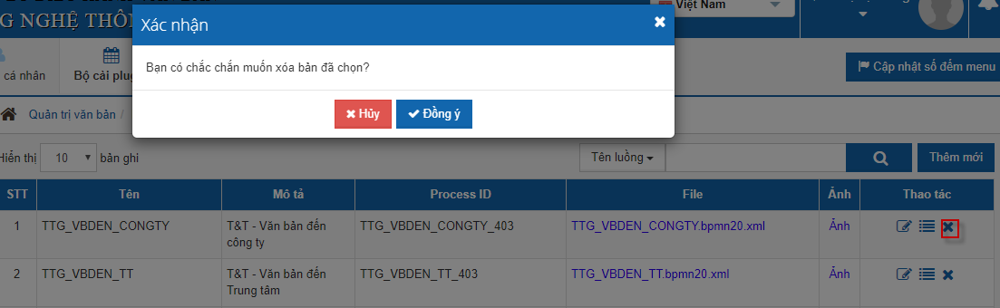 G NGHỆ THÔN
Việt Nam
Xác nhận
Bạn có chắc chắn muốn xóa bản đã chọn?
Hủy
Đồng ý
cá nhân
Bộ cài plug
Cập nhật số đếm menu
Quản trị văn bản /
Hiển thị 10 bản ghi
Tên luồng
Thêm mới
STT Tên Mô tả Process ID File Ảnh Thao tác
1 TTG_VBDEN_CONGTY T&T - Văn bản đến TTG_VBDEN_CONGTY_403 TTG_VBDEN_CONGTY.bpmn20.xml Ảnh
công ty
2 TTG_VBDEN_TT T&T - Văn bản đến TTG_VBDEN_TT_403 TTG_VBDEN_TT.bpmn20.xml Ảnh
Trung tâm